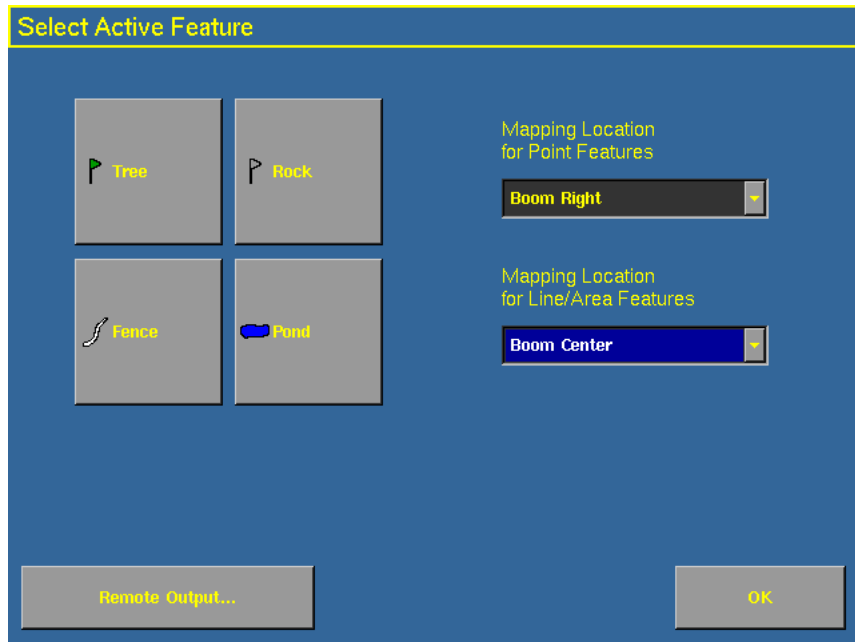 Select Active Feature
Tree
Rock
Mapping Location
for Point Features
Boom Right
Fence
Pond
Mapping Location
for Line/Area Features
Boom Center
Remote Output...
OK